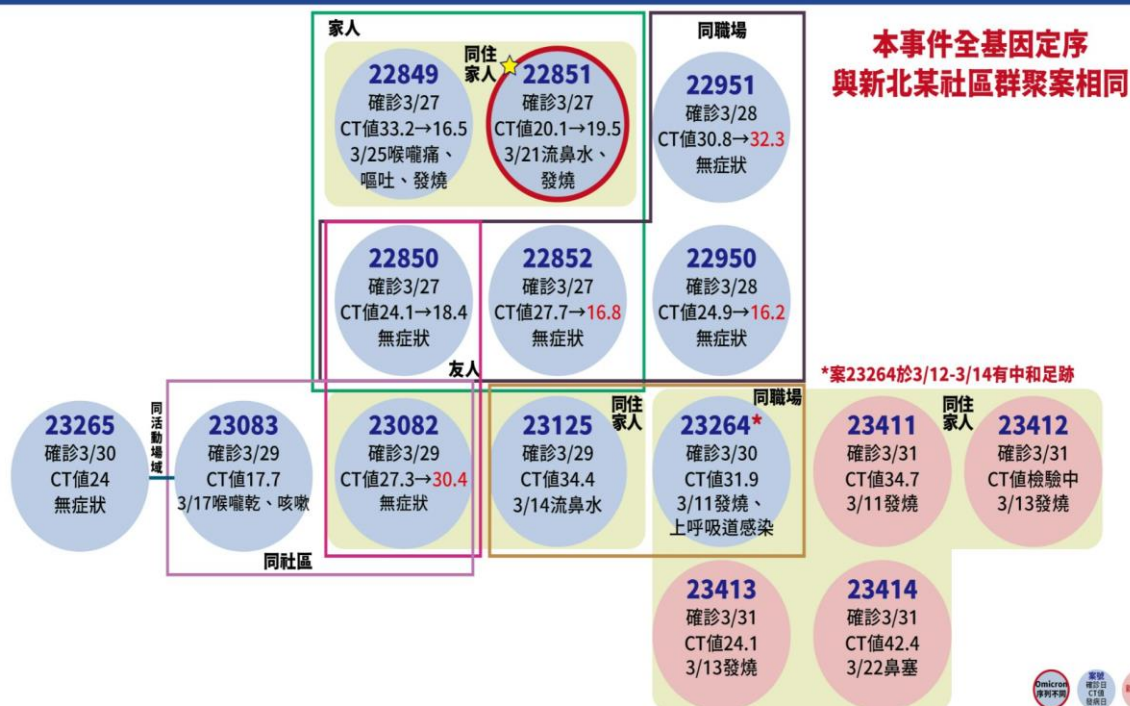 家人
同職場
本事件全基因定序
與新北某社區群聚案相同
同住
家人
22849
確診3/27
CT值33.2→16.5
3/25喉嚨痛、
嘔吐、發燒
22851
確診3/27
CT值20.1→19.5
3/21流鼻水、
發燒
22951
確診3/28
CT值30.8→32.3
無症狀
22850
確診3/27
CT值24.1→18.4
無症狀
22852
確診3/27
CT值27.7→16.8
無症狀
22950
確診3/28
CT值24.9→16.2
無症狀
友人
*案23264於3/12-3/14有中和足跡
23265
確診3/30
CT值24
無症狀
同活動場域
23083
確診3/29
CT值17.7
3/17喉嚨乾、咳嗽
同社區
23082
確診3/29
CT值27.3→30.4
無症狀
23125
確診3/29
CT值34.4
3/14流鼻水
同住
家人
同職場
23264*
確診3/30
CT值31.9
3/11發燒、
上呼吸道感染
23411
確診3/31
CT值34.7
3/11發燒
同住
家人
23412
確診3/31
CT值檢驗中
3/13發燒
23413
確診3/31
CT值24.1
3/13發燒
23414
確診3/31
CT值42.4
3/22鼻塞
Omicron
序列不同
案號
確診日
CT值
發病日